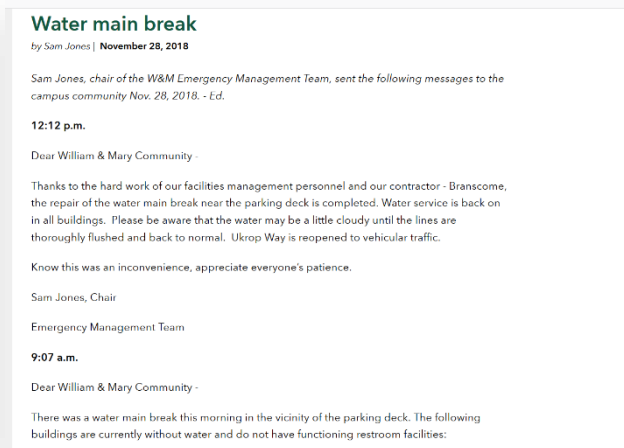 Water main break
by Sam Jones | November 28, 2018
Sam Jones, chair of the W&M Emergency Management Team, sent the following messages to the
campus community Nov. 28, 2018. - Ed.
12:12 p.m.
Dear William & Mary Community -
Thanks to the hard work of our facilities management personnel and our contractor - Branscome,
the repair of the water main break near the parking deck is completed. Water service is back on
in all buildings. Please be aware that the water may be a little cloudy until the lines are
thoroughly flushed and back to normal. Ukrop Way is reopened to vehicular traffic.
Know this was an inconvenience, appreciate everyone's patience.
Sam Jones, Chair
Emergency Management Team
9:07 a.m.
Dear William & Mary Community -
There was a water main break this morning in the vicinity of the parking deck. The following
buildings are currently without water and do not have functioning restroom facilities: